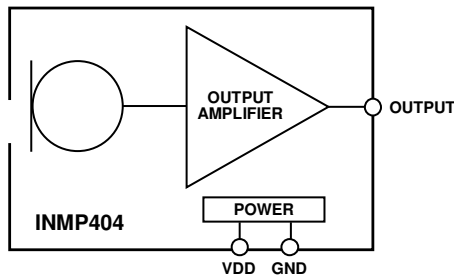 OUTPUT
AMPLIFIER
OUTPUT
POWER
INMP404
VDD GND